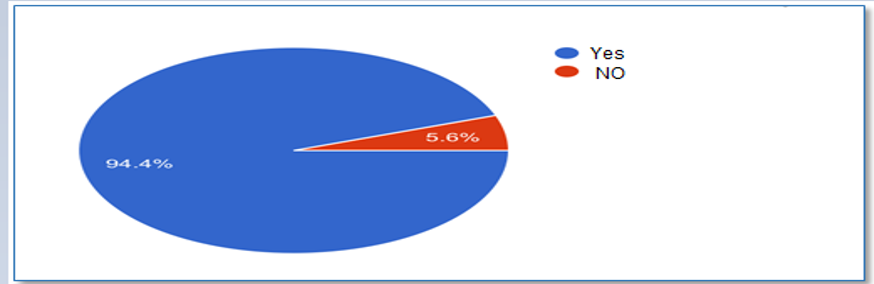 Yes
NO
5.6%
94.4%